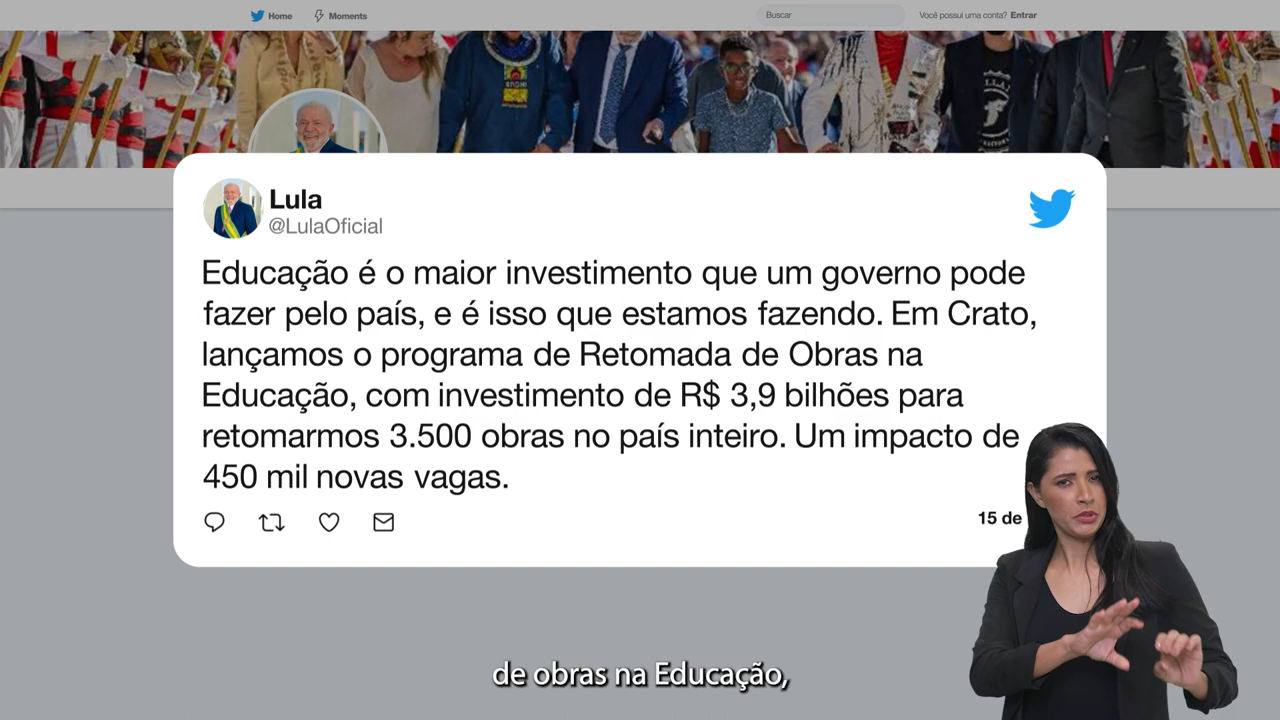 Home Moments Buscar Você possui uma conta? Entrar
Lula
@LulaOficial
Educação é o maior investimento que um governo pode
fazer pelo país, e é isso que estamos fazendo. Em Crato,
lançamos o programa de Retomada de Obras na
Educação, com investimento de R$ 3,9 bilhões para
retomarmos 3.500 obras no país inteiro. Um impacto de
450 mil novas vagas.
15 de
de obras na Educação,